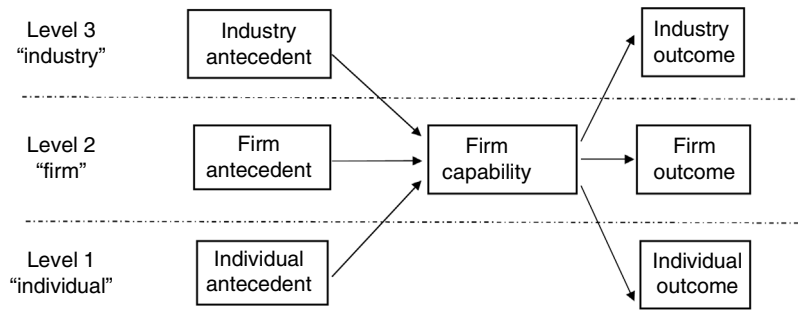 Level 3
“industry”
Industry
antecedent
Industry
outcome
Level 2
“firm”
Firm
antecedent
Firm
capability
Firm
outcome
Level 1
“individual”
Individual
antecedent
Individual
outcome